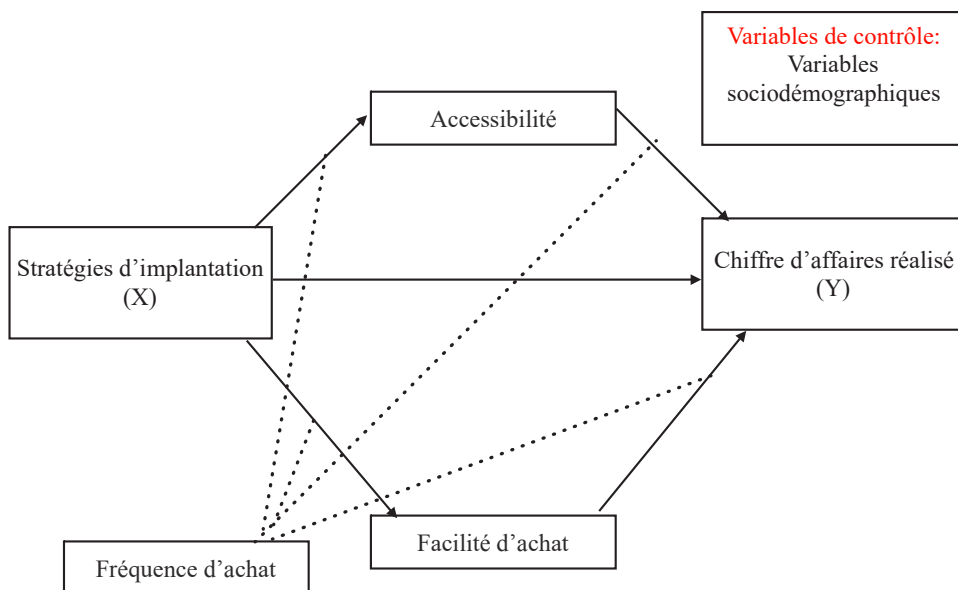 Variables de contrôle:
Variables
sociodémographiques
Accessibilité
Stratégies d’implantation
(X)
Chiffre d’affaires réalisé
(Y)
Facilité d’achat
Fréquence d’achat